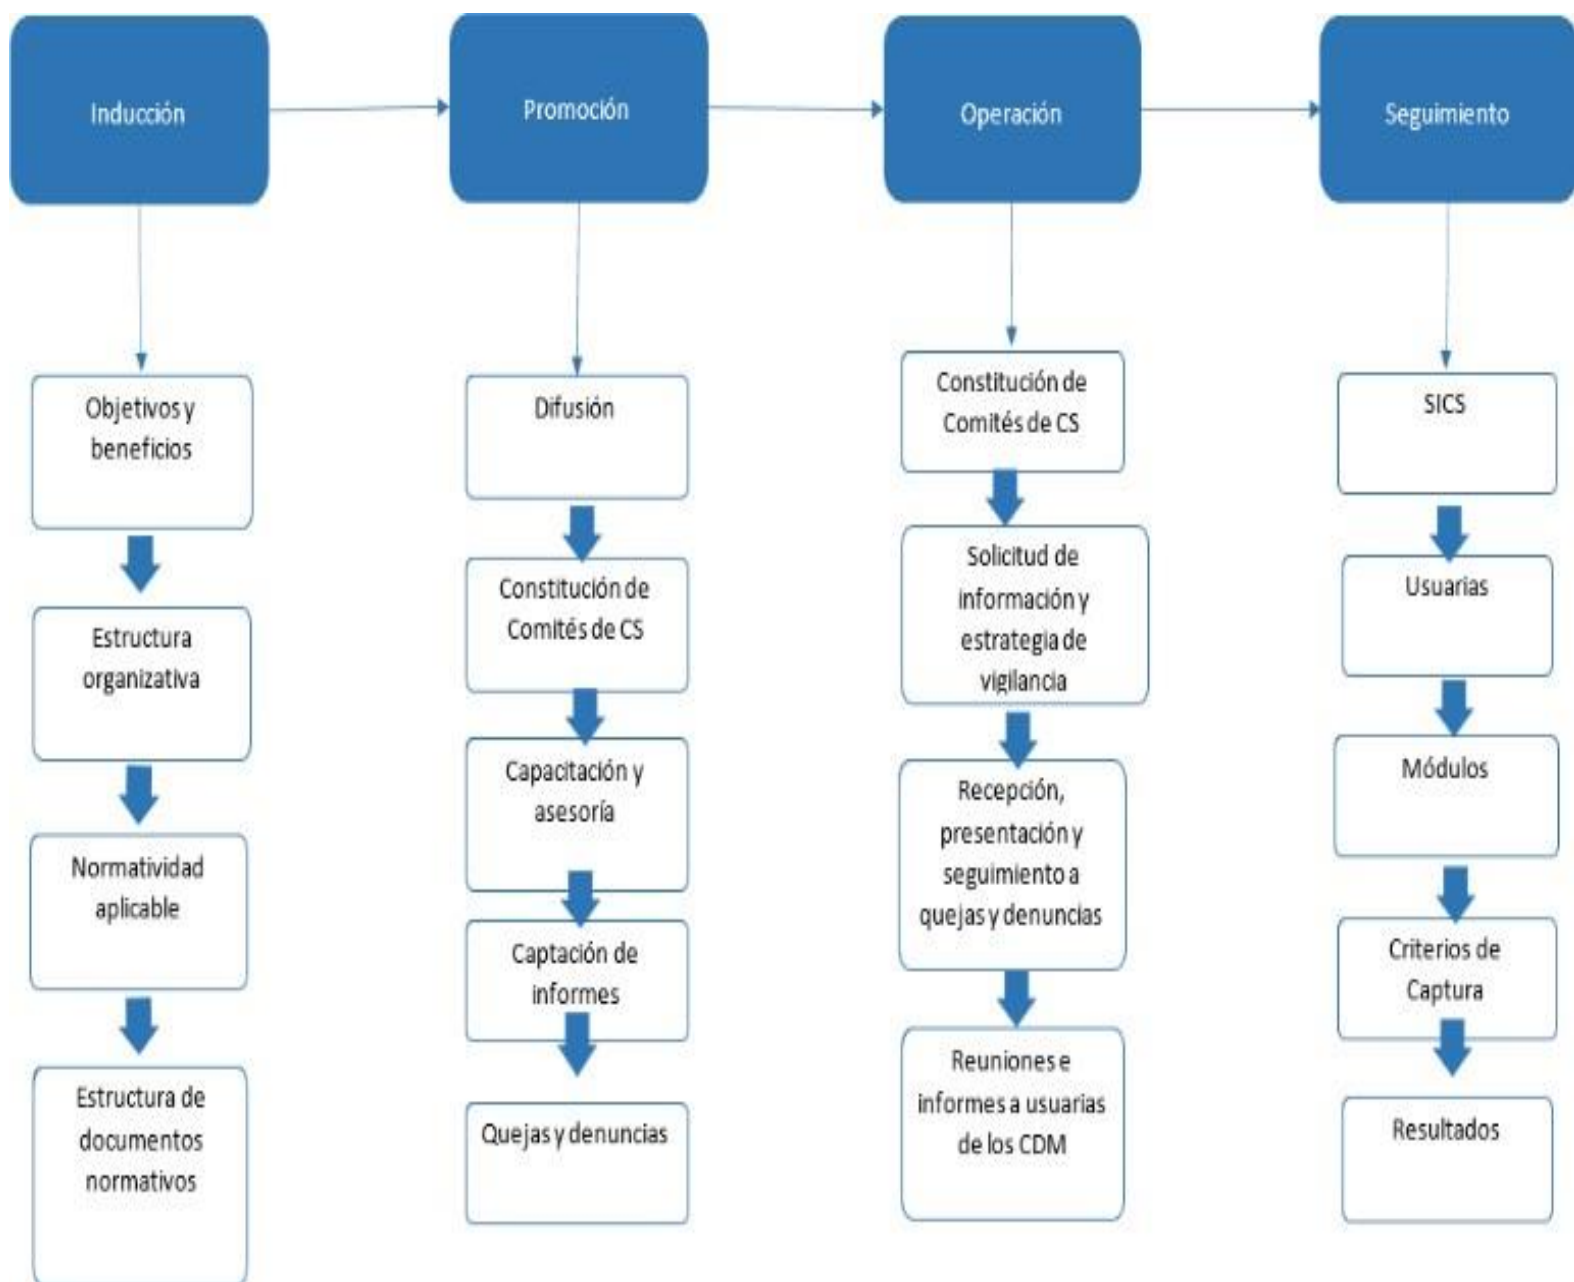 Inducción
Promoción
Operación
Seguimiento
Objetivos y
beneficios
Estructura
organizativa
Normatividad
aplicable
Estructura de
documentos
normativos
Difusión
Constitución de
Comités de CS
Capacitación y
asesoría
Captación de
informes
Quejas y denuncias
Constitución de
Comités de CS
Solicitud de
información y
estrategia de
vigilancia
Recepción,
presentación y
seguimiento a
quejas y denuncias
Reuniones e
informes a usuarias
de los CDM
SICS
Usuarias
Módulos
Criterios de
Captura
Resultados